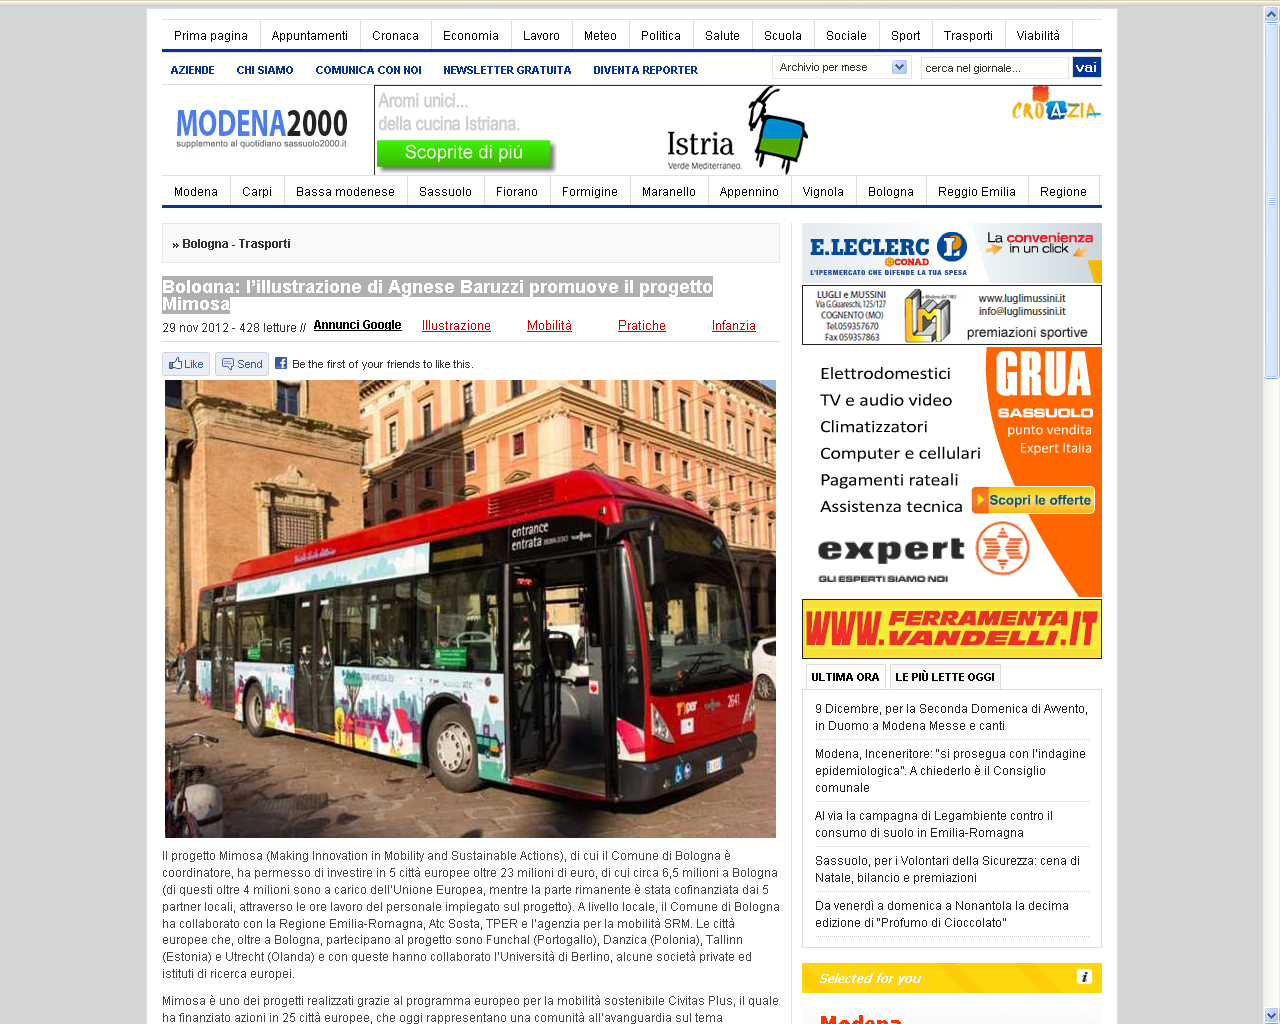 Prima pagina Appuntamenti Cronaca Economia Lavoro Meteo Politica Salute Scuola Sociale Sport Trasporti Viabilità
AZIENDE CHI SIAMO COMUNICA CON NOI NEWSLETTER GRATUITA DIVENTA REPORTER Archivio per mese cerca nel giornale... vai
MODENA2000
supplemento al quotidiano sassuolo2000.it
Aromi unici...
della cucina Istriana.
Scoprite di piú
Istria
Verde Mediterraneo.
CROAZIA
Modena Carpi Bassa modenese Sassuolo Fiorano Formigine Maranello Appennino Vignola Bologna Reggio Emilia Regione
» Bologna - Trasporti
Bologna: l'illustrazione di Agnese Baruzzi promuove il progetto
Mimosa
29 nov 2012 - 428 letture // Annunci Google Illustrazione Mobilità Pratiche Infanzia
Like Send Be the first of your friends to like this.
entrance
entrata
Tper
2641
atc
Il progetto Mimosa (Making Innovation in Mobility and Sustainable Actions), di cui il Comune di Bologna è
coordinatore, ha permesso di investire in 5 città europee oltre 23 milioni di euro, di cui circa 6,5 milioni a Bologna
(di questi oltre 4 milioni sono a carico dell'Unione Europea, mentre la parte rimanente è stata cofinanziata dai 5
partner locali, attraverso le ore lavoro del personale impiegato sul progetto). A livello locale, il Comune di Bologna
ha collaborato con la Regione Emilia-Romagna, Atc Sosta, TPER e l'agenzia per la mobilità SRM. Le città
europee che, oltre a Bologna, partecipano al progetto sono Funchal (Portogallo), Danzica (Polonia), Tallinn
(Estonia) e Utrecht (Olanda) e con queste hanno collaborato l'Università di Berlino, alcune società private ed
istituti di ricerca europei.
Mimosa è uno dei progetti realizzati grazie al programma europeo per la mobilità sostenibile Civitas Plus, il quale
ha finanziato azioni in 25 città europee, che oggi rappresentano una comunità all'avanguardia sul tema
E.LECLERC
CONAD
L'IPERMERCATO CHE DIFENDE LA TUA SPESA
La convenienza
in un click
LUGLI e MUSSINI
Via G.Guareschi, 125/127
COGNENTO (MO)
Tel.059357670
Fax 059357863
www.luglimussini.it
info@luglimussini.it
premiazioni sportive
Elettrodomestici
TV e audio video
Climatizzatori
Computer e cellulari
Pagamenti rateali
Assistenza tecnica
GRUA
SASSUOLO
punto vendita
Expert Italia
Scopri le offerte
expert
GLI ESPERTI SIAMO NOI
WWW.FERRAMENTA
VANDELLI.IT
ULTIMA ORA LE PIÙ LETTE OGGI
9 Dicembre, per la Seconda Domenica di Avvento,
in Duomo a Modena Messe e canti
Modena, Inceneritore: "si prosegua con l'indagine
epidemiologica". A chiederlo è il Consiglio
comunale
Al via la campagna di Legambiente contro il
consumo di suolo in Emilia-Romagna
Sassuolo, per i Volontari della Sicurezza: cena di
Natale, bilancio e premiazioni
Da venerdì a domenica a Nonantola la decima
edizione di "Profumo di Cioccolato"
Selected for you
Modena